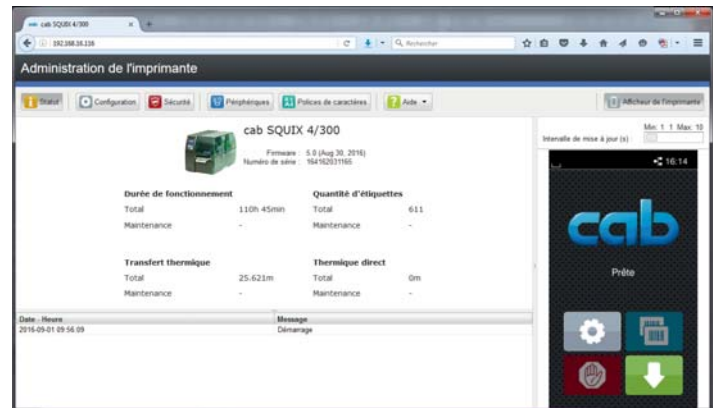 cab SQUIX 4/300
192.168.16.116
Rechercher
Administration de l'imprimante
Statut Configuration Sécurité Périphériques Polices de caractères Aide Afficheur de l'imprimante
cab SQUIX 4/300
Firmware : 5.0 (Aug 30, 2016)
Numéro de série : 164162031165
Durée de fonctionnement Quantité d'étiquettes
Total 110h 45min Total 611
Maintenance - Maintenance -
Transfert thermique Thermique direct
Total 25.621m Total 0m
Maintenance - Maintenance -
Date - Heure Message
2016-09-01 09:56:09 Démarrage
Min: 1 1 Max: 10
Intervalle de mise à jour (s) :
16:14
cab
Prête